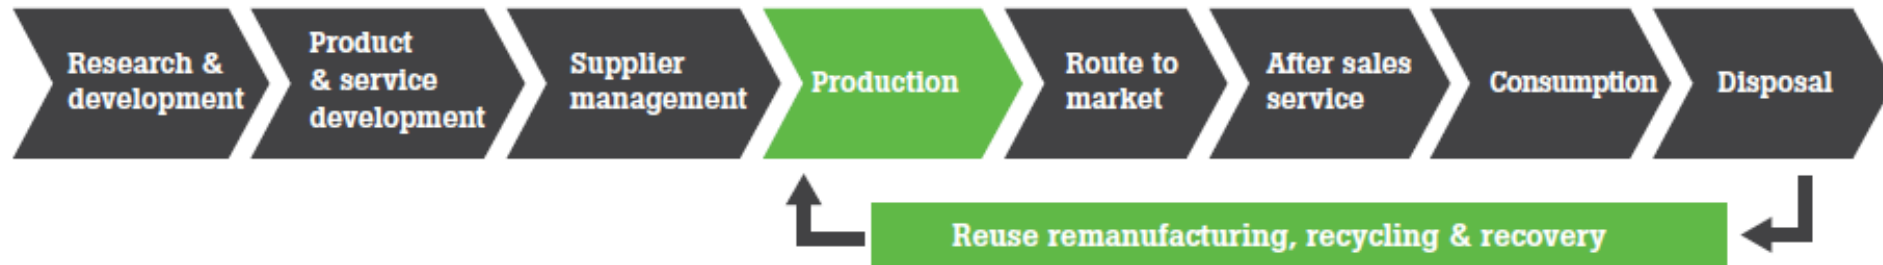 Research &
development
Product
& service
development
Supplier
management
Production
Route to
market
After sales
service
Consumption
Disposal
Reuse remanufacturing, recycling & recovery